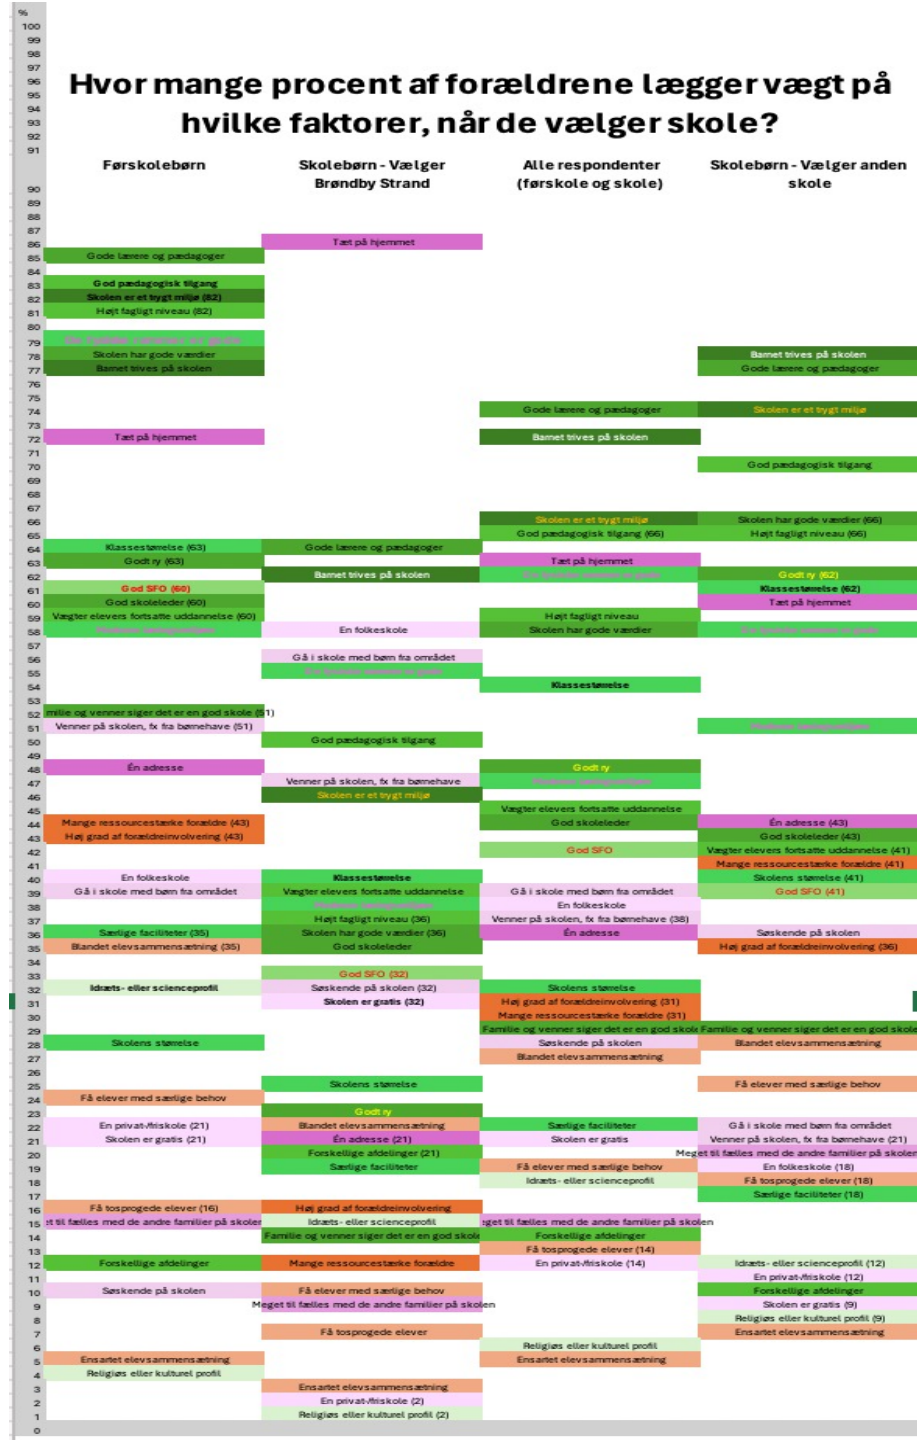 %
100
99
98
97
96
95
94
93
92
91
90
89
88
87
86
85
84
83
82
81
80
79
78
77
76
75
74
73
72
71
70
69
68
67
66
65
64
63
62
61
60
59
58
57
56
55
54
53
52
51
50
49
48
47
46
45
44
43
42
41
40
39
38
37
36
35
34
33
32
31
30
29
28
27
26
25
24
23
22
21
20
19
18
17
16
15
14
13
12
11
10
9
8
7
6
5
4
3
2
1
0
Hvor mange procent af forældrene lægger vægt på
hvilke faktorer, når de vælger skole?
Førskolebørn
Gode lærere og pædagoger
God pædagogisk tilgang
Skolen er et trygt miljø (82)
Højt fagligt niveau (82)
Skolen har gode værdier
Barnet trives på skolen
Tæt på hjemmet
Klassestørrelse (63)
Godt ry (63)
God SFO (60)
God skoleleder (60)
Vægter elevers fortsatte uddannelse (60)
milie og venner siger det er en god skole (51)
Venner på skolen, fx fra børnehave (51)
Én adresse
Mange ressourcestærke forældre (43)
Høj grad af forældreinvolvering (43)
En folkeskole
Gå i skole med børn fra området
Særlige faciliteter (35)
Blandet elevsammensætning (35)
Idræts- eller scienceprofil
Skolens størrelse
Få elever med særlige behov
En privat-/friskole (21)
Skolen er gratis (21)
Få tosprogede elever (16)
et til fælles med de andre familier på skolen
Forskellige afdelinger
Søskende på skolen
Ensartet elevsammensætning
Religiøs eller kulturel profil
Skolebørn - Vælger
Brøndby Strand
Tæt på hjemmet
Gode lærere og pædagoger
Barnet trives på skolen
En folkeskole
Gå i skole med børn fra området
God pædagogisk tilgang
Venner på skolen, fx fra børnehave
Skolen er et trygt miljø
Klassestørrelse
Vægter elevers fortsatte uddannelse
Højt fagligt niveau (36)
Skolen har gode værdier (36)
God skoleleder
God SFO (32)
Søskende på skolen (32)
Skolen er gratis (32)
Skolens størrelse
Godt ry
Blandet elevsammensætning
Én adresse (21)
Forskellige afdelinger (21)
Særlige faciliteter
Høj grad af forældreinvolvering
Idræts- eller scienceprofil
Familie og venner siger det er en god skole
Mange ressourcestærke forældre
Få elever med særlige behov
Meget til fælles med de andre familier på skolen
Få tosprogede elever
Ensartet elevsammensætning
En privat-/friskole (2)
Religiøs eller kulturel profil (2)
Alle respondenter
(førskole og skole)
Gode lærere og pædagoger
Barnet trives på skolen
Skolen er et trygt miljø
God pædagogisk tilgang (66)
Tæt på hjemmet
Højt fagligt niveau
Skolen har gode værdier
Klassestørrelse
Godt ry
Vægter elevers fortsatte uddannelse
God skoleleder
God SFO
Gå i skole med børn fra området
En folkeskole
Venner på skolen, fx fra børnehave (38)
Én adresse
Skolens størrelse
Høj grad af forældreinvolvering (31)
Mange ressourcestærke forældre (31)
Familie og venner siger det er en god skole
Søskende på skolen
Blandet elevsammensætning
Særlige faciliteter
Skolen er gratis
Få elever med særlige behov
Idræts- eller scienceprofil
eget til fælles med de andre familier på skolen
Forskellige afdelinger
Få tosprogede elever (14)
En privat-/friskole (14)
Religiøs eller kulturel profil
Ensartet elevsammensætning
Skolebørn - Vælger anden
skole
Barnet trives på skolen
Gode lærere og pædagoger
Skolen er et trygt miljø
God pædagogisk tilgang
Skolen har gode værdier (66)
Højt fagligt niveau (66)
Godt ry (62)
Klassestørrelse (62)
Tæt på hjemmet
Én adresse (43)
God skoleleder (43)
Vægter elevers fortsatte uddannelse (41)
Mange ressourcestærke forældre (41)
Skolens størrelse (41)
God SFO (41)
Søskende på skolen
Høj grad af forældreinvolvering (36)
Familie og venner siger det er en god skole
Blandet elevsammensætning
Få elever med særlige behov
Gå i skole med børn fra området
Venner på skolen, fx fra børnehave (21)
Meget til fælles med de andre familier på skolen
En folkeskole (18)
Få tosprogede elever (18)
Særlige faciliteter (18)
Idræts- eller scienceprofil (12)
En privat-/friskole (12)
Forskellige afdelinger
Skolen er gratis (9)
Religiøs eller kulturel profil (9)
Ensartet elevsammensætning